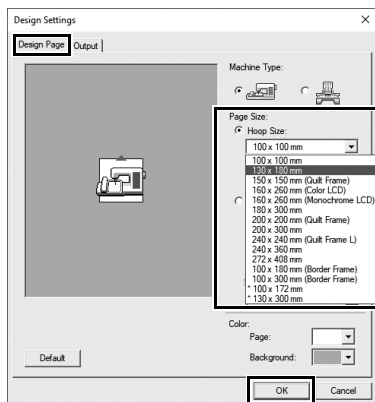 Design Settings
Design Page
Output
Machine Type:
Page Size:
Hoop Size:
100 x 100 mm
100 x 100 mm
130 x 180 mm
150 x 150 mm (Quilt Frame)
160 x 260 mm (Color LCD)
160 x 260 mm (Monochrome LCD)
180 x 300 mm
200 x 200 mm (Quilt Frame)
200 x 300 mm
240 x 240 mm (Quilt Frame L)
240 x 360 mm
272 x 408 mm
100 x 180 mm (Border Frame)
100 x 300 mm (Border Frame)
* 100 x 172 mm
* 130 x 300 mm
Color:
Page:
Background:
Default
OK
Cancel